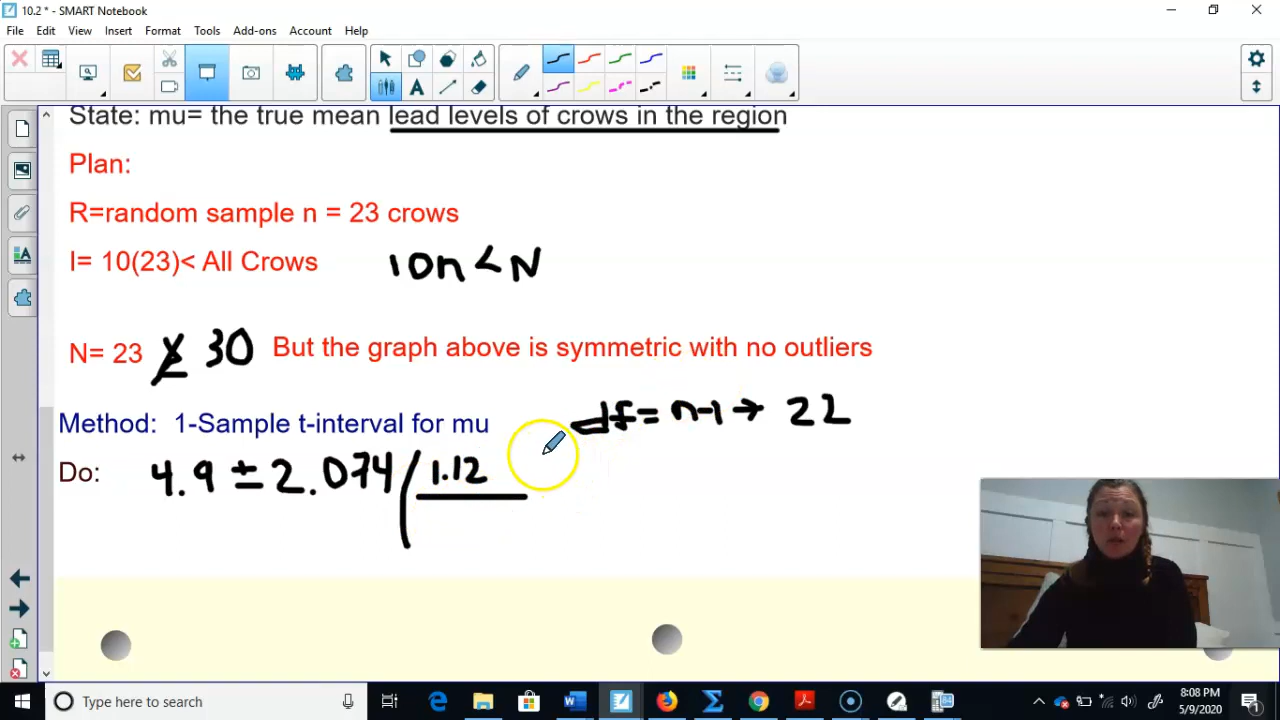 10.2 * - SMART Notebook
File Edit View Insert Format Tools Add-ons Account Help
State: mu= the true mean lead levels of crows in the region
Plan:
R=random sample n = 23 crows
I= 10(23)< All Crows 10n < N
N= 23 ≱ 30 But the graph above is symmetric with no outliers
Method: 1-Sample t-interval for mu df = n-1 → 22
Do: 4.9 ± 2.074 ( 1.12
Type here to search
8:08 PM
5/9/2020